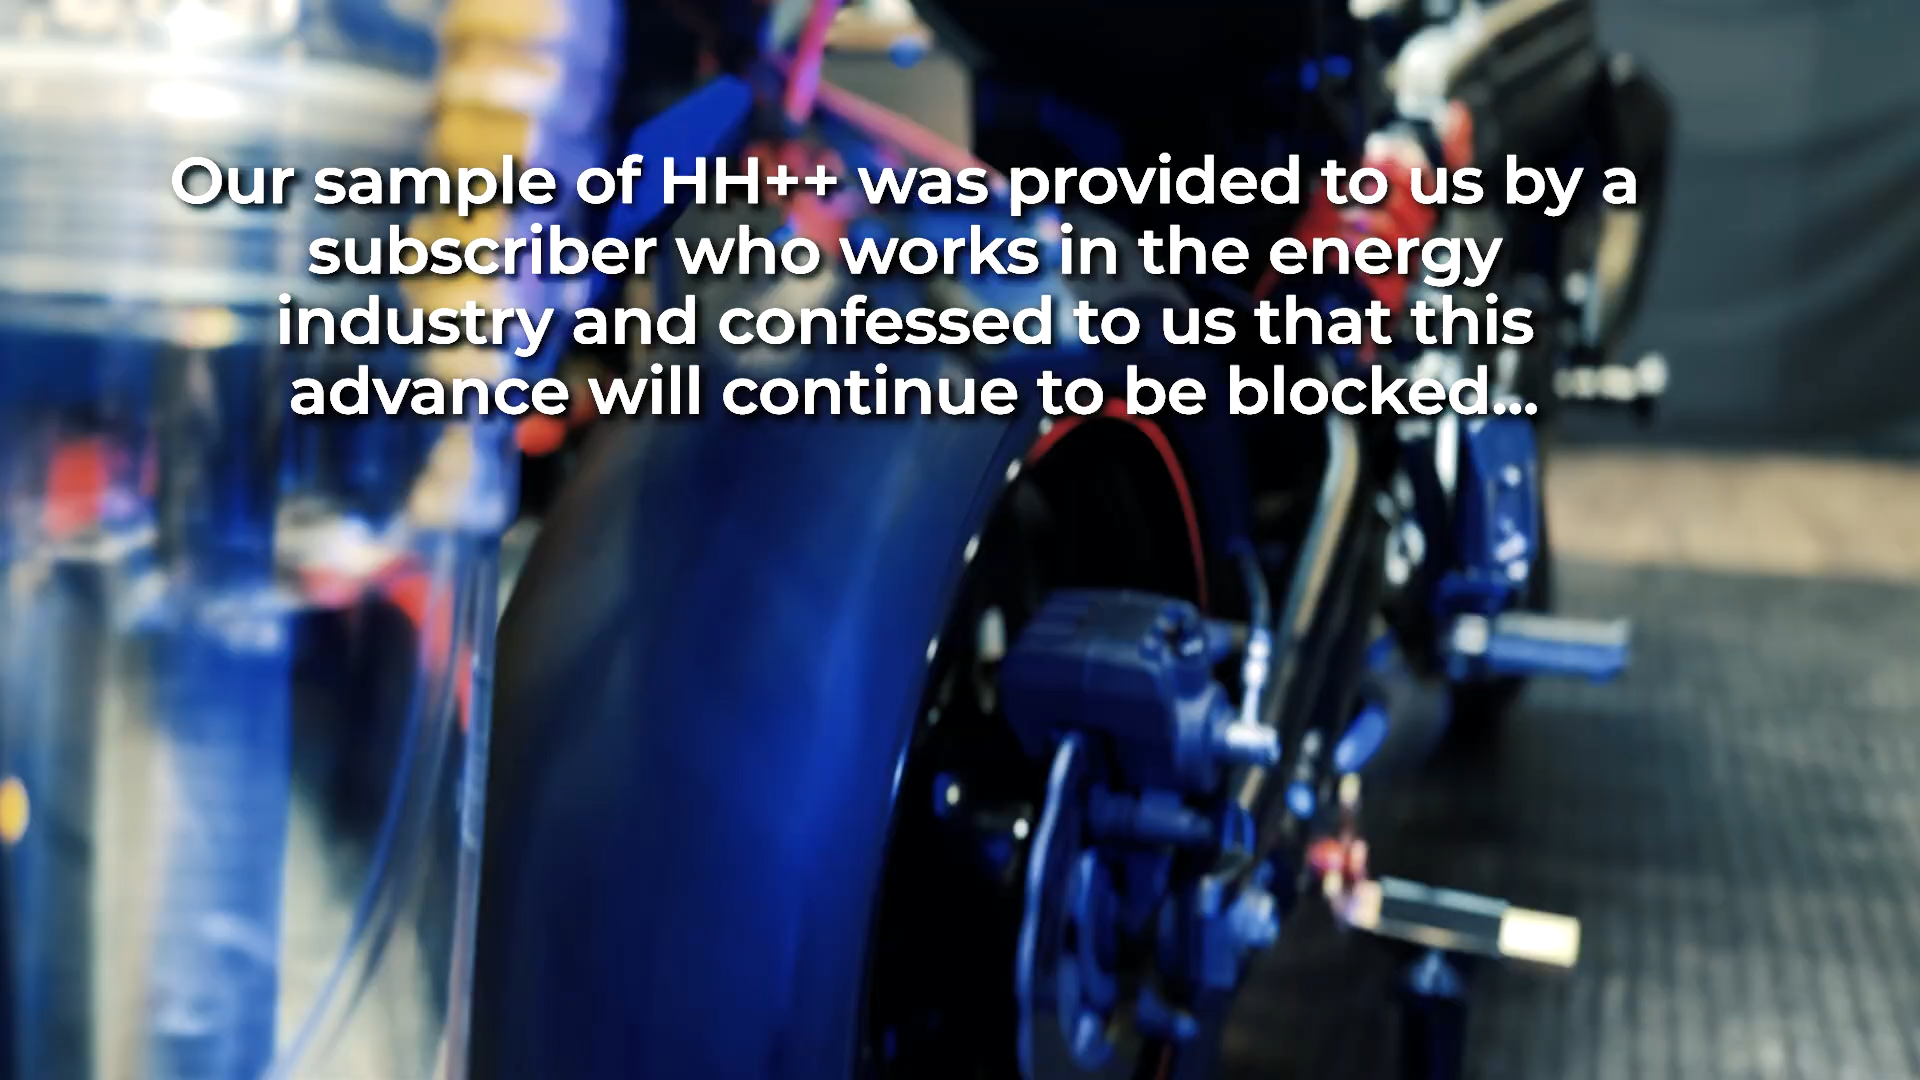 Our sample of HH++ was provided to us by a
subscriber who works in the energy
industry and confessed to us that this
advance will continue to be blocked...